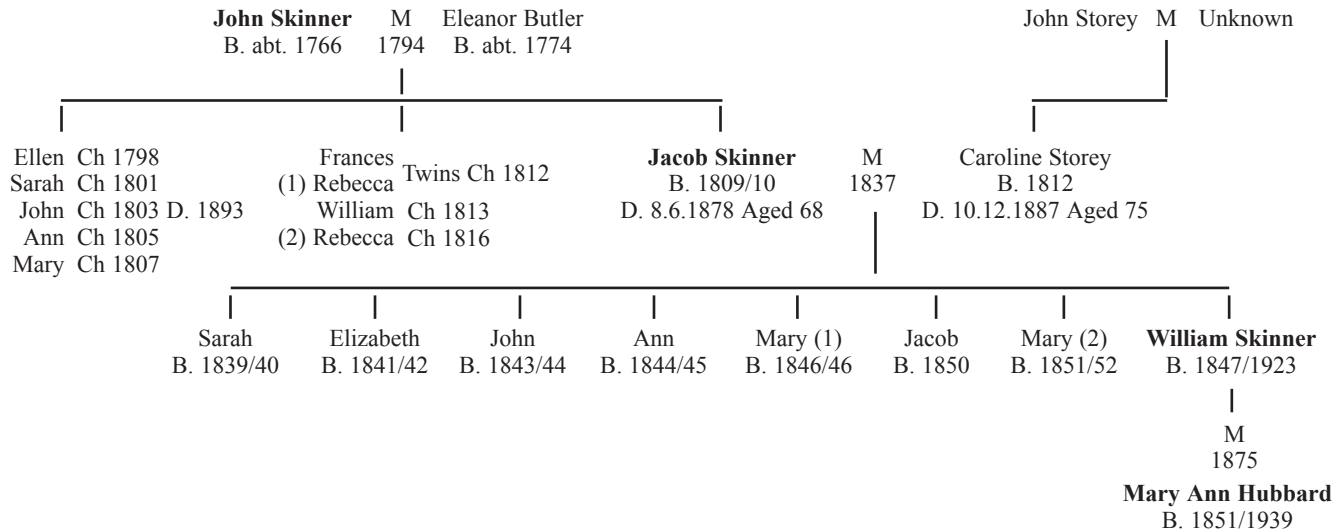 John Skinner M Eleanor Butler
B. abt. 1766 1794 B. abt. 1774
John Storey M Unknown
Ellen Ch 1798
Sarah Ch 1801
John Ch 1803 D. 1893
Ann Ch 1805
Mary Ch 1807
Frances
(1) Rebecca
Twins Ch 1812
William Ch 1813
(2) Rebecca Ch 1816
Jacob Skinner
B. 1809/10
D. 8.6.1878 Aged 68
M
1837
Caroline Storey
B. 1812
D. 10.12.1887 Aged 75
Sarah
B. 1839/40
Elizabeth
B. 1841/42
John
B. 1843/44
Ann
B. 1844/45
Mary (1)
B. 1846/46
Jacob
B. 1850
Mary (2)
B. 1851/52
William Skinner
B. 1847/1923
M
1875
Mary Ann Hubbard
B. 1851/1939